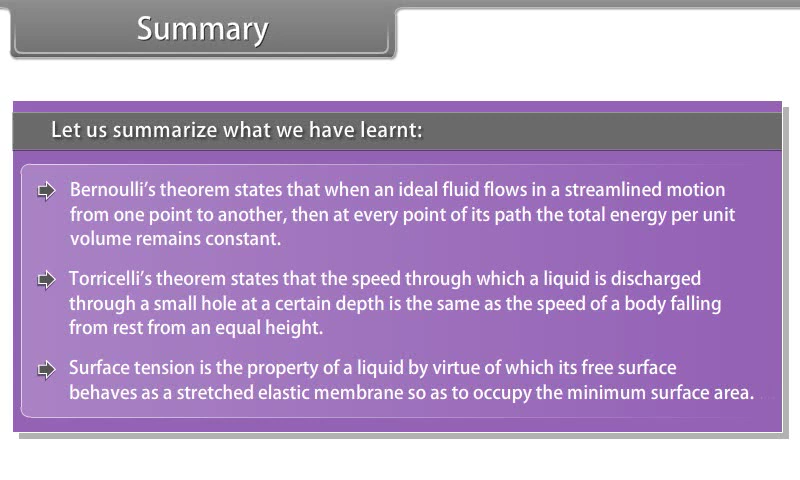 Summary
Let us summarize what we have learnt:
Bernoulli's theorem states that when an ideal fluid flows in a streamlined motion
from one point to another, then at every point of its path the total energy per unit
volume remains constant.
Torricelli's theorem states that the speed through which a liquid is discharged
through a small hole at a certain depth is the same as the speed of a body falling
from rest from an equal height.
Surface tension is the property of a liquid by virtue of which its free surface
behaves as a stretched elastic membrane so as to occupy the minimum surface area.